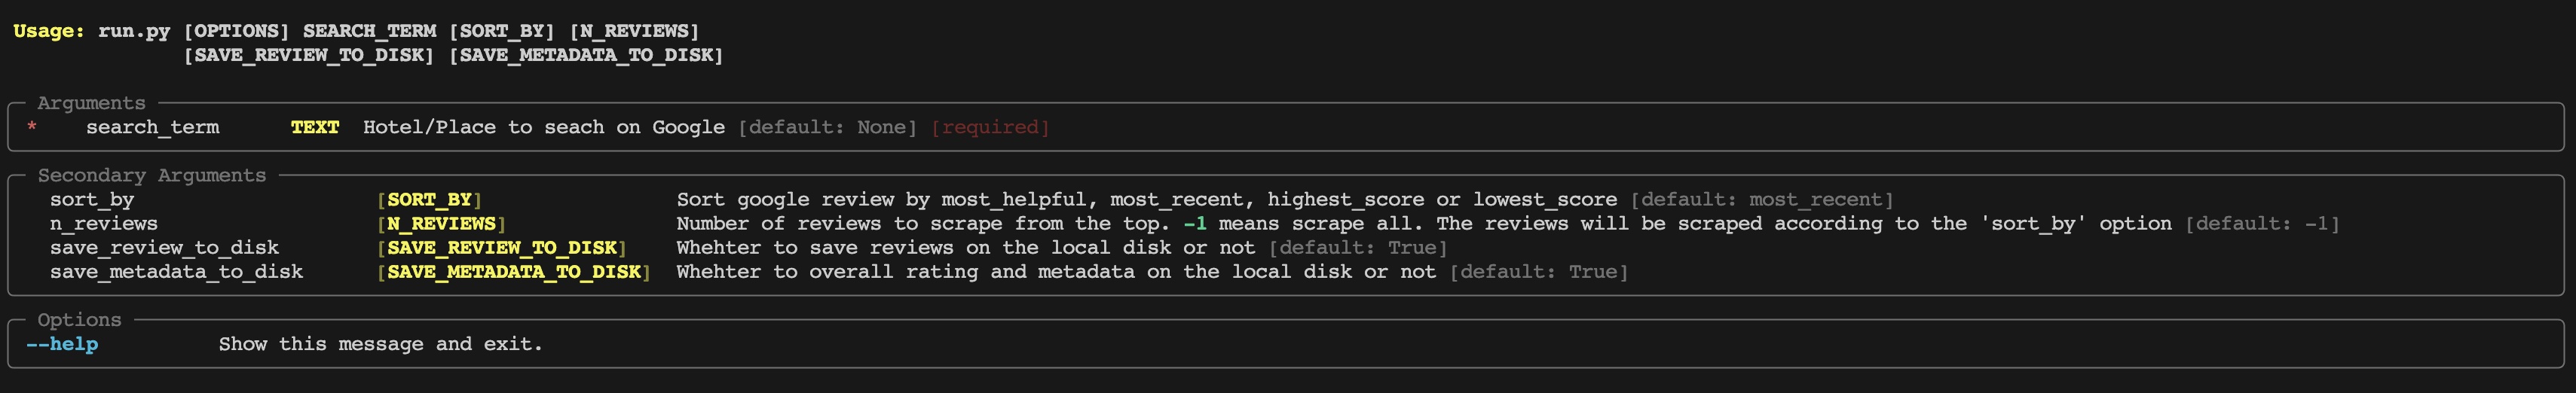 Usage: run.py [OPTIONS] SEARCH_TERM [SORT_BY] [N_REVIEWS]
[SAVE_REVIEW_TO_DISK] [SAVE_METADATA_TO_DISK]
Arguments
* search_term TEXT Hotel/Place to seach on Google [default: None] [required]
Secondary Arguments
sort_by [SORT_BY] Sort google review by most_helpful, most_recent, highest_score or lowest_score [default: most_recent]
n_reviews [N_REVIEWS] Number of reviews to scrape from the top. -1 means scrape all. The reviews will be scraped according to the 'sort_by' option [default: -1]
save_review_to_disk [SAVE_REVIEW_TO_DISK] Whehter to save reviews on the local disk or not [default: True]
save_metadata_to_disk [SAVE_METADATA_TO_DISK] Whehter to overall rating and metadata on the local disk or not [default: True]
Options
--help Show this message and exit.